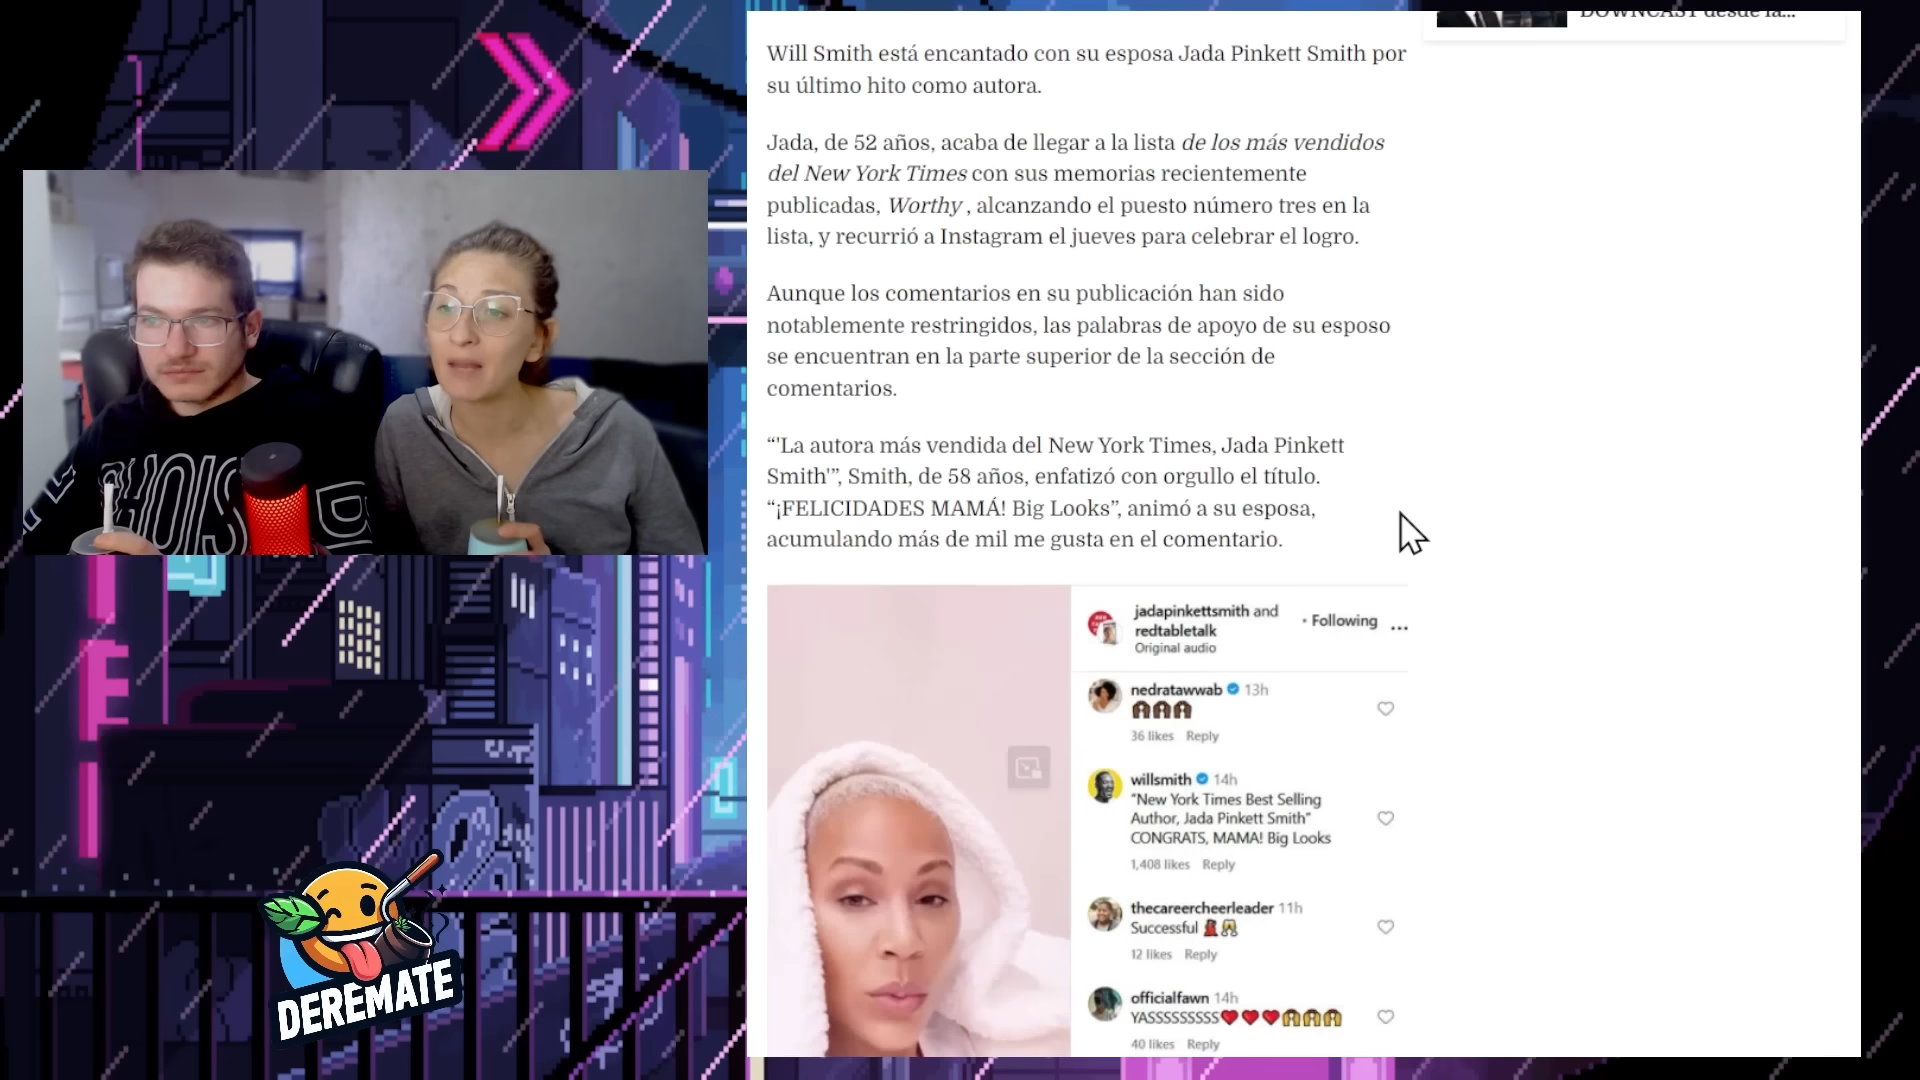 DOWNCAST desde la...
Will Smith está encantado con su esposa Jada Pinkett Smith por
su último hito como autora.
Jada, de 52 años, acaba de llegar a la lista de los más vendidos
del New York Times con sus memorias recientemente
publicadas, Worthy , alcanzando el puesto número tres en la
lista, y recurrió a Instagram el jueves para celebrar el logro.
Aunque los comentarios en su publicación han sido
notablemente restringidos, las palabras de apoyo de su esposo
se encuentran en la parte superior de la sección de
comentarios.
“'La autora más vendida del New York Times, Jada Pinkett
Smith'”, Smith, de 58 años, enfatizó con orgullo el título.
“¡FELICIDADES MAMÁ! Big Looks”, animó a su esposa,
acumulando más de mil me gusta en el comentario.
jadapinkettsmith and
redtabletalk
• Following ...
Original audio
nedratawwab 13h
36 likes Reply
willsmith 14h
"New York Times Best Selling
Author, Jada Pinkett Smith"
CONGRATS, MAMA! Big Looks
1,408 likes Reply
thecareercheerleader 11h
Successful
12 likes Reply
officialfawn 14h
YASSSSSSSSS
40 likes Reply
DEREMATE